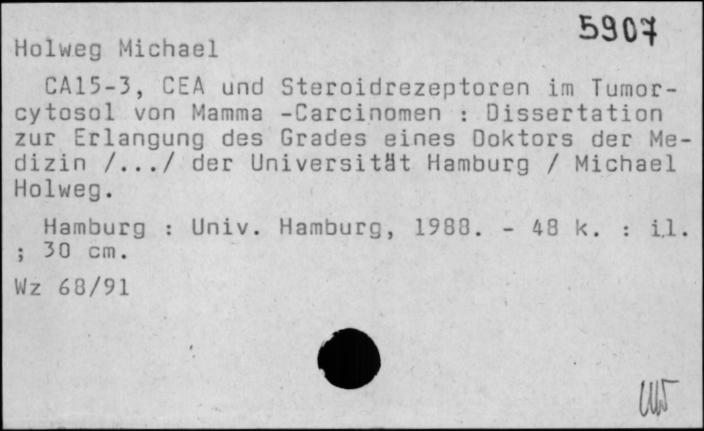 5907
Holweg Michael
CA15-3, CEA und Steroidrezeptoren im Tumor-
cytosol von Mamma -Carcinomen : Dissertation
zur Erlangung des Grades eines Doktors der Me-
dizin /.../ der Universität Hamburg / Michael
Holweg.
Hamburg : Univ. Hamburg, 1988. - 48 k. : il.
; 30 cm.
Wz 68/91